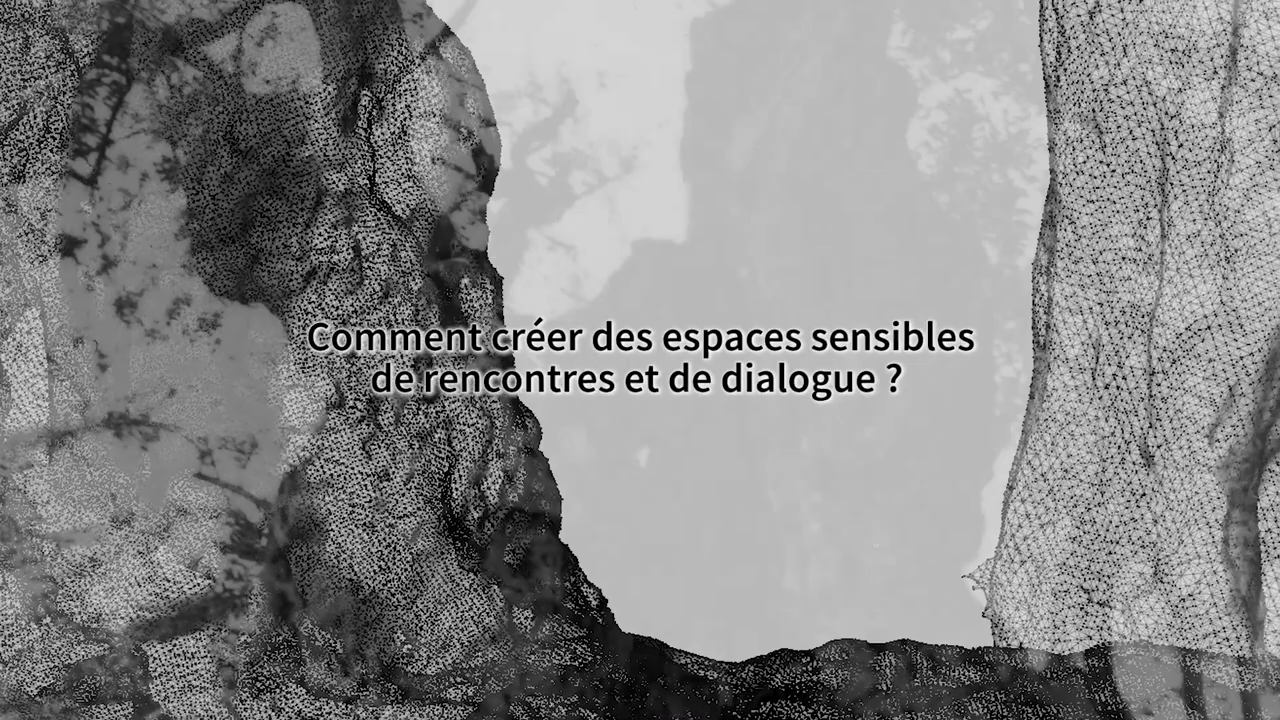 Comment créer des espaces sensibles
de rencontres et de dialogue ?